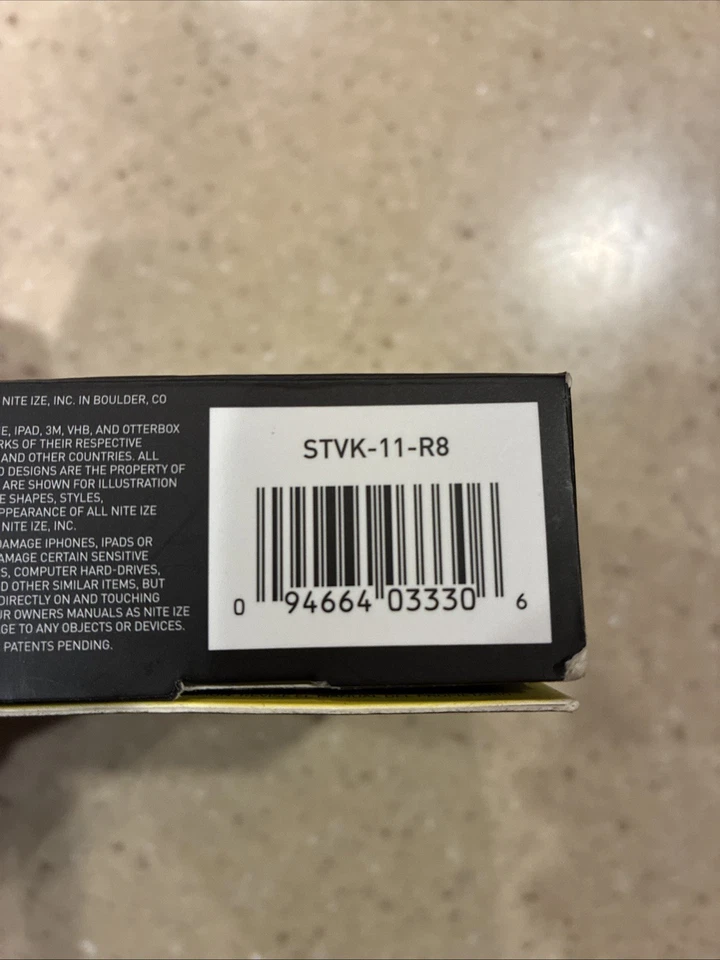 NITE IZE, INC. IN BOULDER, CO
E, IPAD, 3M, VHB, AND OTTERBOX
RKS OF THEIR RESPECTIVE
AND OTHER COUNTRIES. ALL
D DESIGNS ARE THE PROPERTY OF
ARE SHOWN FOR ILLUSTRATION
E SHAPES, STYLES,
PPEARANCE OF ALL NITE IZE
NITE IZE, INC.
DAMAGE IPHONES, IPADS OR
AMAGE CERTAIN SENSITIVE
S, COMPUTER HARD-DRIVES,
D OTHER SIMILAR ITEMS, BUT
DIRECTLY ON AND TOUCHING
UR OWNERS MANUALS AS NITE IZE
GE TO ANY OBJECTS OR DEVICES.
PATENTS PENDING.
STVK-11-R8
0 94664 03330 6